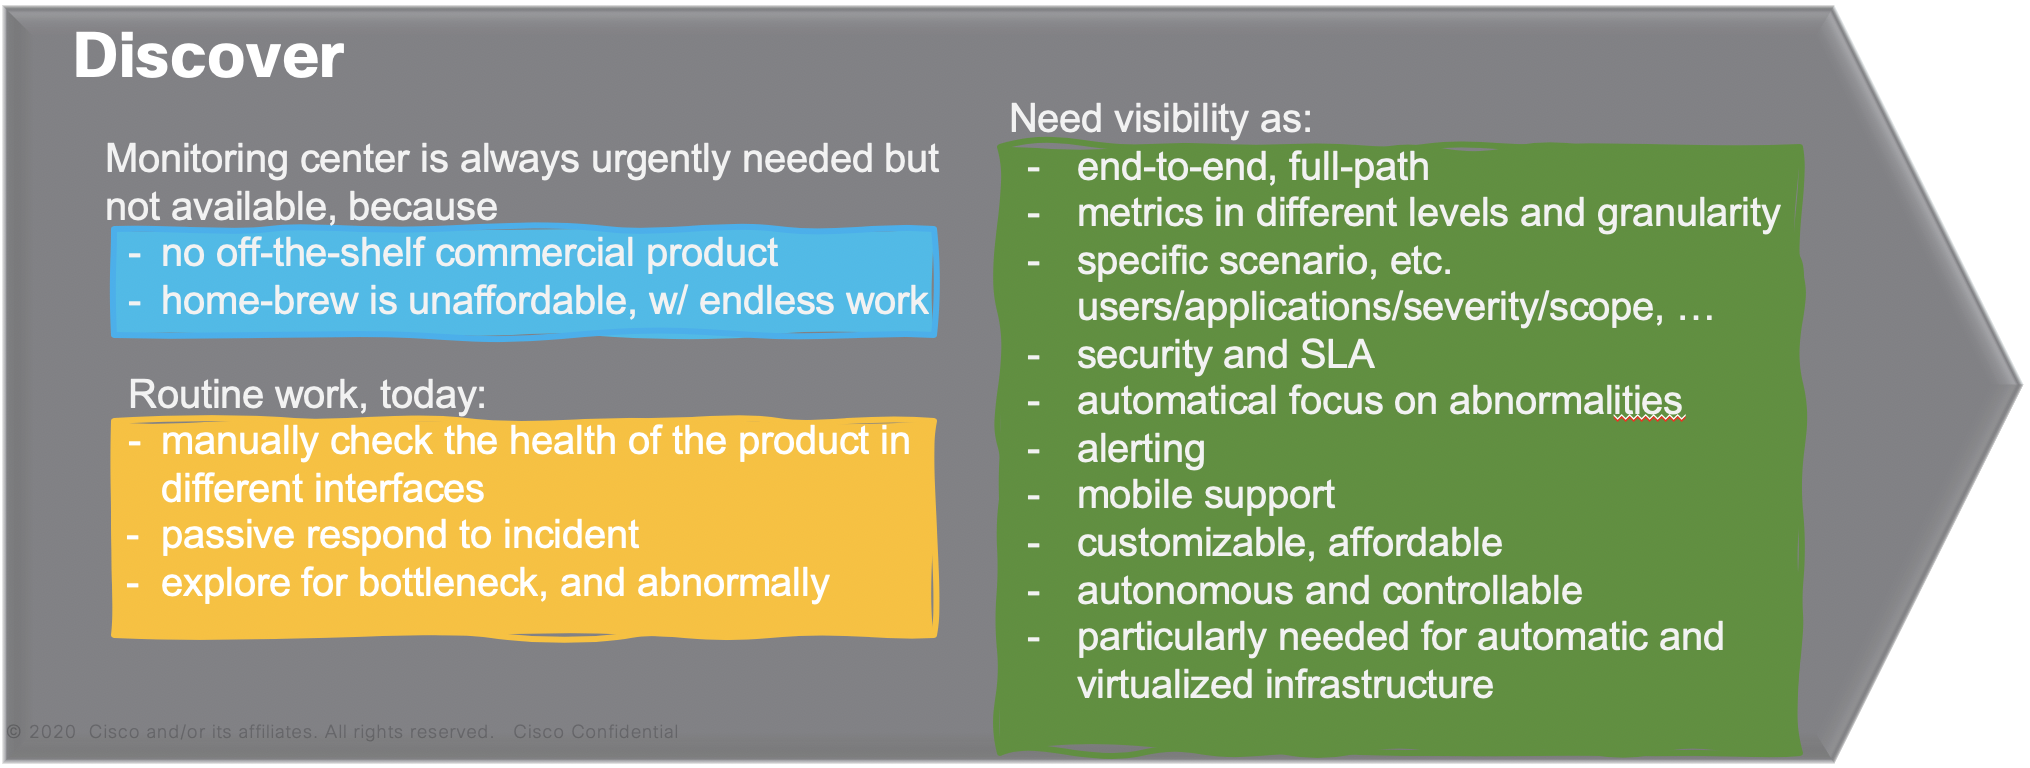 Discover
Monitoring center is always urgently needed but
not available, because
- no off-the-shelf commercial product
- home-brew is unaffordable, w/ endless work
Routine work, today:
- manually check the health of the product in
different interfaces
- passive respond to incident
- explore for bottleneck, and abnormally
Need visibility as:
- end-to-end, full-path
- metrics in different levels and granularity
- specific scenario, etc.
users/applications/severity/scope, …
- security and SLA
- automatical focus on abnormalities
- alerting
- mobile support
- customizable, affordable
- autonomous and controllable
- particularly needed for automatic and
virtualized infrastructure
© 2020 Cisco and/or its affiliates. All rights reserved. Cisco Confidential